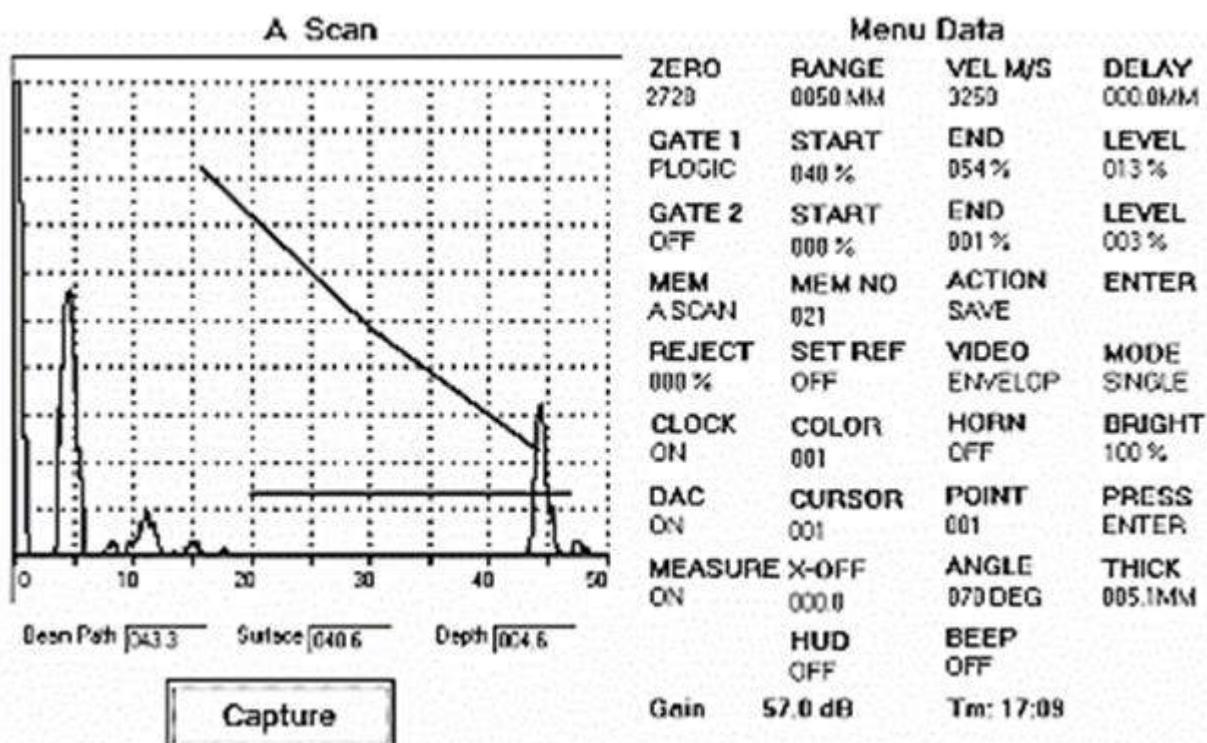 A Scan
0 10 20 30 40 50
Beam Path 043.3 Surface 040.6 Depth 004.6
Capture
Menu Data
ZERO RANGE VEL M/S DELAY
2720 0050 MM 3250 000.0MM
GATE 1 START END LEVEL
PLOGIC 040 % 054 % 013 %
GATE 2 START END LEVEL
OFF 000 % 001 % 003 %
MEM MEM NO ACTION ENTER
A SCAN 021 SAVE
REJECT SET REF VIDEO MODE
000 % OFF ENVELOP SINGLE
CLOCK COLOR HORN BRIGHT
ON 001 OFF 100 %
DAC CURSOR POINT PRESS
ON 001 001 ENTER
MEASURE X-OFF ANGLE THICK
ON 000.0 070 DEG 005.1MM
HUD BEEP
OFF OFF
Gain 57.0 dB Tm: 17:09